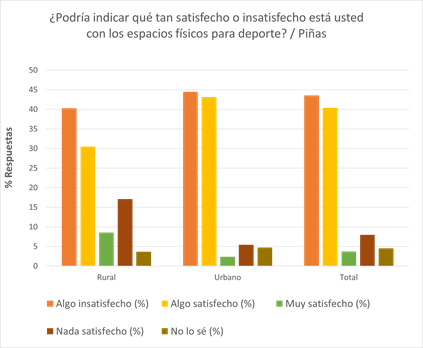 ¿Podría indicar qué tan satisfecho o insatisfecho está usted
con los espacios físicos para deporte? / Piñas
50
45
40
35
30
25
20
15
10
5
0
% Respuestas
Rural Urbano Total
Algo insatisfecho (%) Algo satisfecho (%) Muy satisfecho (%)
Nada satisfecho (%) No lo sé (%)